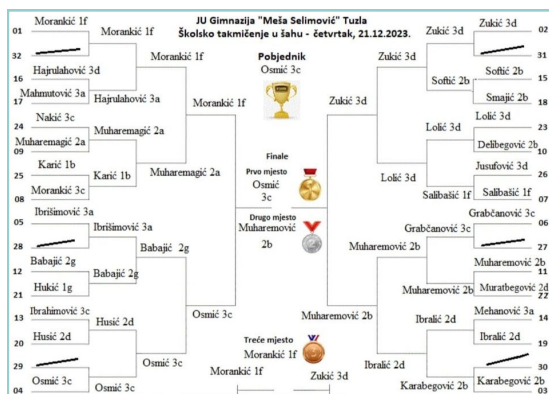 JU Gimnazija "Meša Selimović" Tuzla
Školsko takmičenje u šahu - četvrtak, 21.12.2023.
01
Morankić 1f
32
Morankić 1f
16
Hajrulahović 3d
Mahmutović 3a
17
Hajrulahović 3a
Morankić 1f
24
Nakić 3c
Muharemagić 2a
09
Muharemagić 2a
25
Karić 1b
Morankić 3c
08
Karić 1b
Muharemagić 2a
Morankić 1f
05
Ibrišimović 3a
28
Ibrišimović 3a
12
Babajić 2g
Hukić 1g
21
Babajić 2g
Babajić 2g
13
Ibrahimović 3c
Husić 2d
20
Husić 2d
29
Osmić 3c
04
Osmić 3c
Osmić 3c
Osmić 3c
Pobjednik
Osmić 3c
Finale
Prvo mjesto
Osmić
3c
Drugo mjesto
Muharemović
2b
Treće mjesto
Morankić 1f
Morankić 1f
Zukić 3d
Zukić 3d
02
31
Zukić 3d
Softić 2b
15
Smajić 2b
18
Softić 2b
Zukić 3d
Lolić 3d
23
Delibegović 2b
10
Lolić 3d
Jusufović 3d
26
Salibašić 1f
07
Salibašić 1f
Lolić 3d
Zukić 3d
Grabčanović 3c
06
27
Grabčanović 3c
Muharemović 2b
11
Muratbegović 2d
22
Muharemović 2b
Muharemović 2b
Mehanović 3a
14
Ibralić 2d
19
Ibralić 2d
30
Karabegović 2b
03
Karabegović 2b
Ibralić 2d
Muharemović 2b